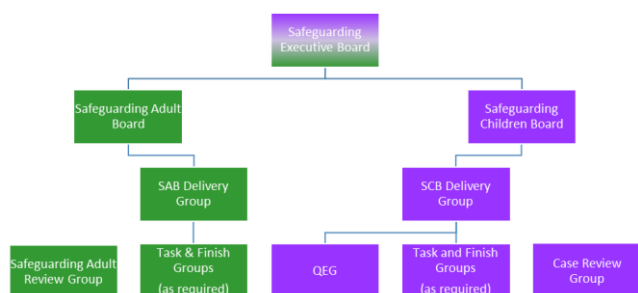 Safeguarding
Executive Board
Safeguarding Adult
Board
Safeguarding
Children Board
SAB Delivery
Group
SCB Delivery
Group
Safeguarding Adult
Review Group
Task & Finish
Groups
(as required)
QEG
Task and Finish
Groups
(as required)
Case Review
Group